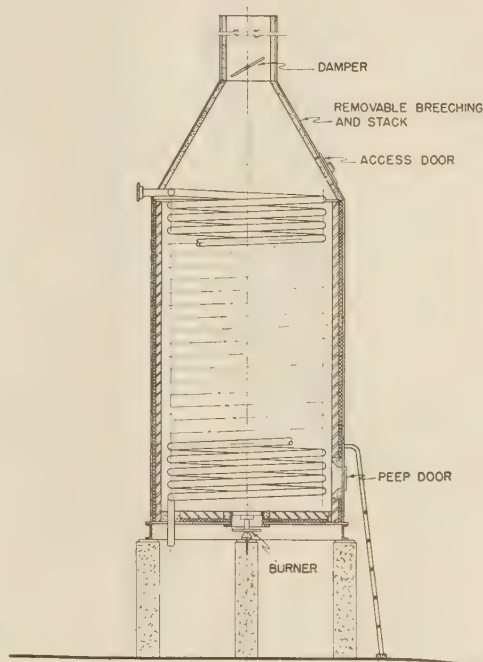 DAMPER
REMOVABLE BREECHING
AND STACK
ACCESS DOOR
PEEP DOOR
BURNER